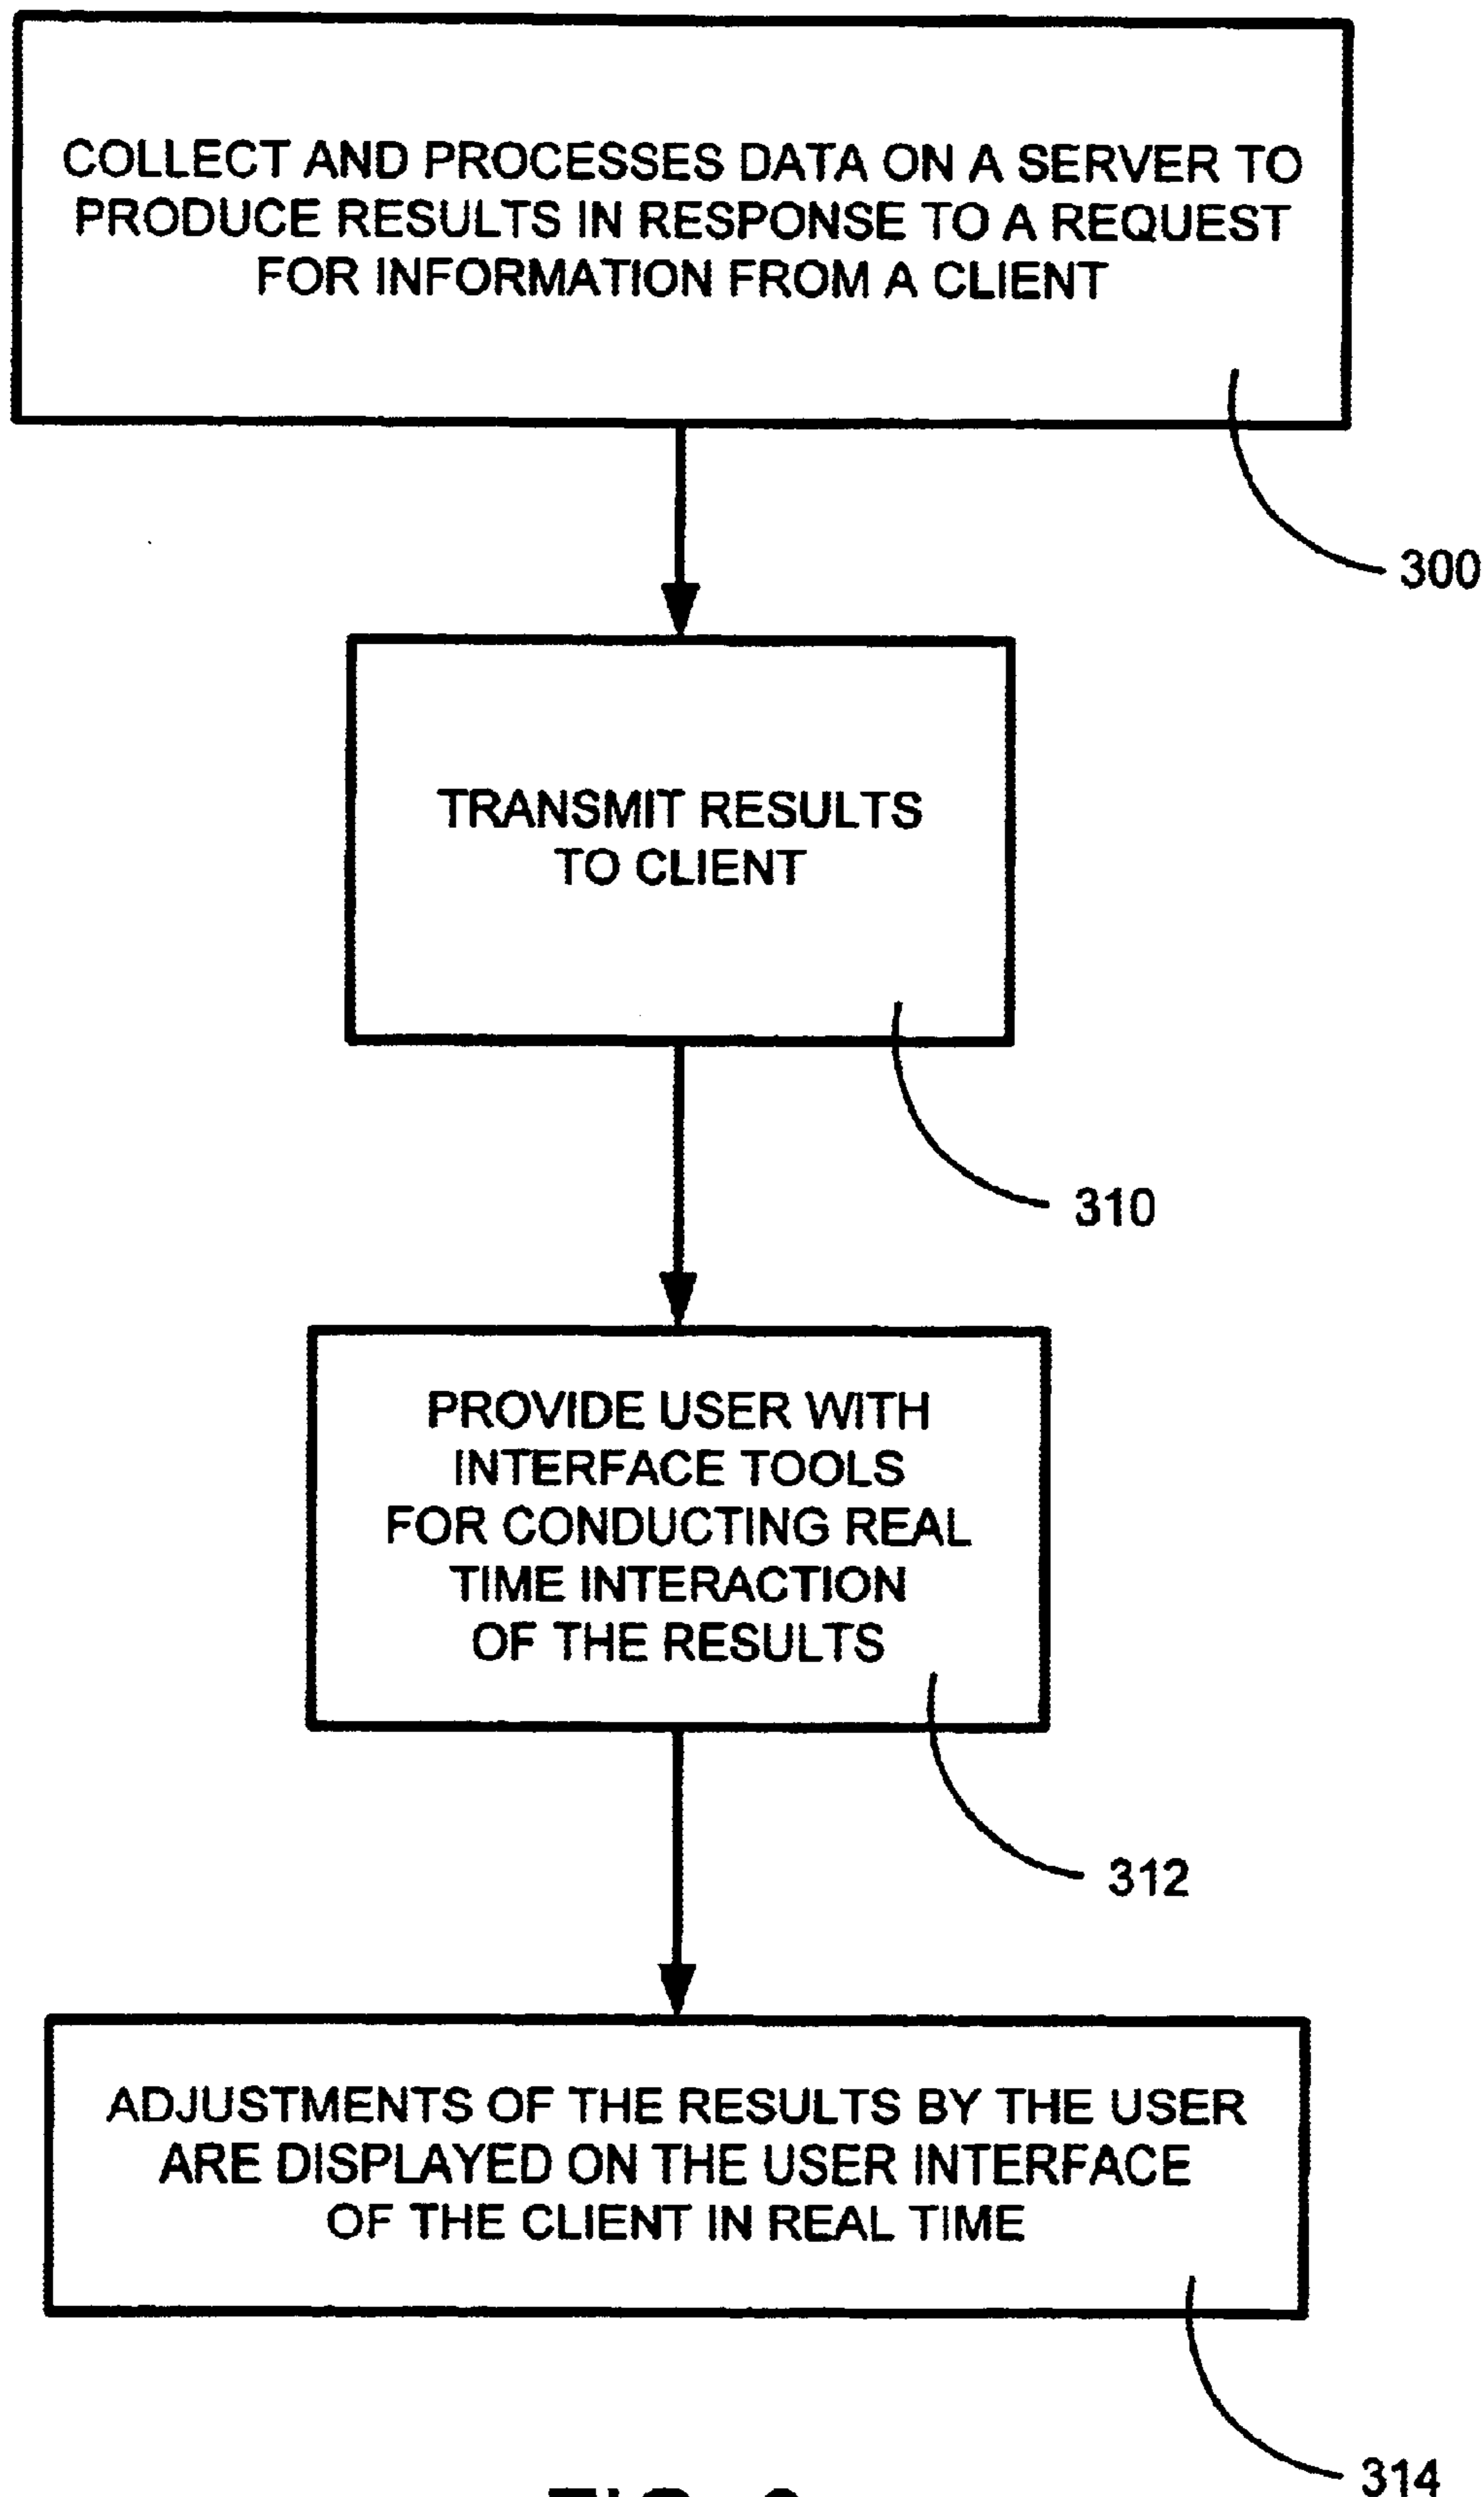 COLLECT AND PROCESSES DATA ON A SERVER TO
PRODUCE RESULTS IN RESPONSE TO A REQUEST
FOR INFORMATION FROM A CLIENT
300
TRANSMIT RESULTS
TO CLIENT
310
PROVIDE USER WITH
INTERFACE TOOLS
FOR CONDUCTING REAL
TIME INTERACTION
OF THE RESULTS
312
ADJUSTMENTS OF THE RESULTS BY THE USER
ARE DISPLAYED ON THE USER INTERFACE
OF THE CLIENT IN REAL TIME
314